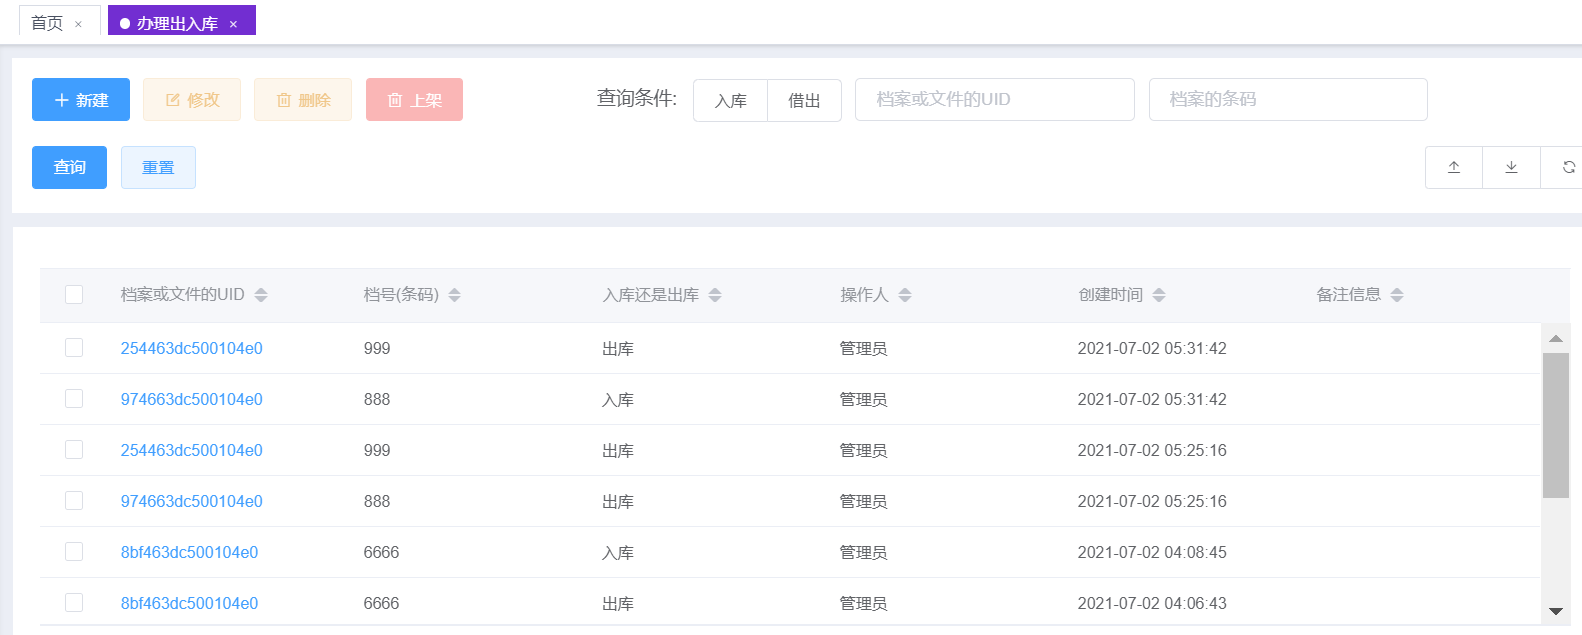 首页 × 办理出入库 ×
新建 修改 删除 上架 查询条件: 入库 借出 档案或文件的UID 档案的条码
查询 重置
档案或文件的UID 档号(条码) 入库还是出库 操作人 创建时间 备注信息
254463dc500104e0 999 出库 管理员 2021-07-02 05:31:42
974663dc500104e0 888 入库 管理员 2021-07-02 05:31:42
254463dc500104e0 999 出库 管理员 2021-07-02 05:25:16
974663dc500104e0 888 出库 管理员 2021-07-02 05:25:16
8bf463dc500104e0 6666 入库 管理员 2021-07-02 04:08:45
8bf463dc500104e0 6666 出库 管理员 2021-07-02 04:06:43